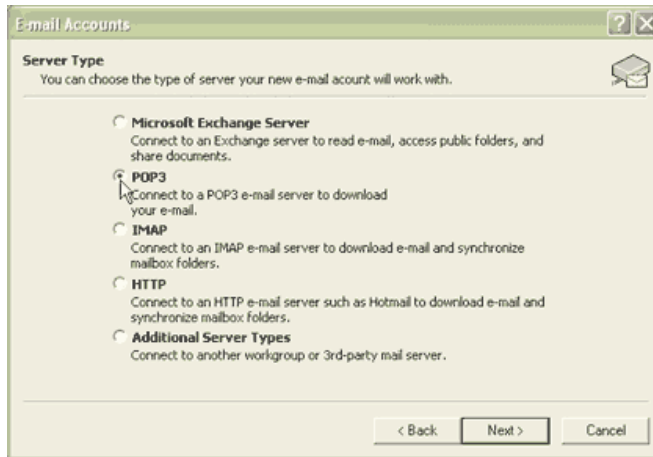 E-mail Accounts
Server Type
You can choose the type of server your new e-mail acount will work with.
Microsoft Exchange Server
Connect to an Exchange server to read e-mail, access public folders, and
share documents.
POP3
Connect to a POP3 e-mail server to download
your e-mail.
IMAP
Connect to an IMAP e-mail server to download e-mail and synchronize
mailbox folders.
HTTP
Connect to an HTTP e-mail server such as Hotmail to download e-mail and
synchronize mailbox folders.
Additional Server Types
Connect to another workgroup or 3rd-party mail server.
< Back Next > Cancel